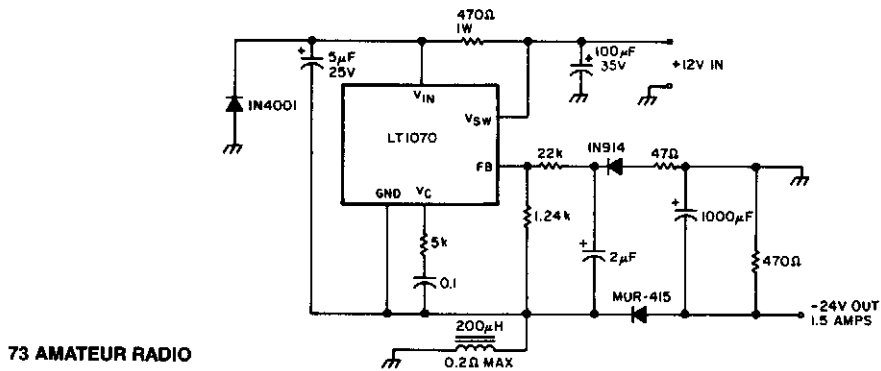 470Ω
1W
+
5μF
25V
+
100μF
35V
+12V IN
1N4001
VIN
VSW
LT1070
1N914
22k
47Ω
FB
GND
VC
1.24k
+
1000μF
5k
+
2μF
470Ω
0.1
MUR-415
-24V OUT
1.5 AMPS
200μH
0.2Ω MAX
73 AMATEUR RADIO